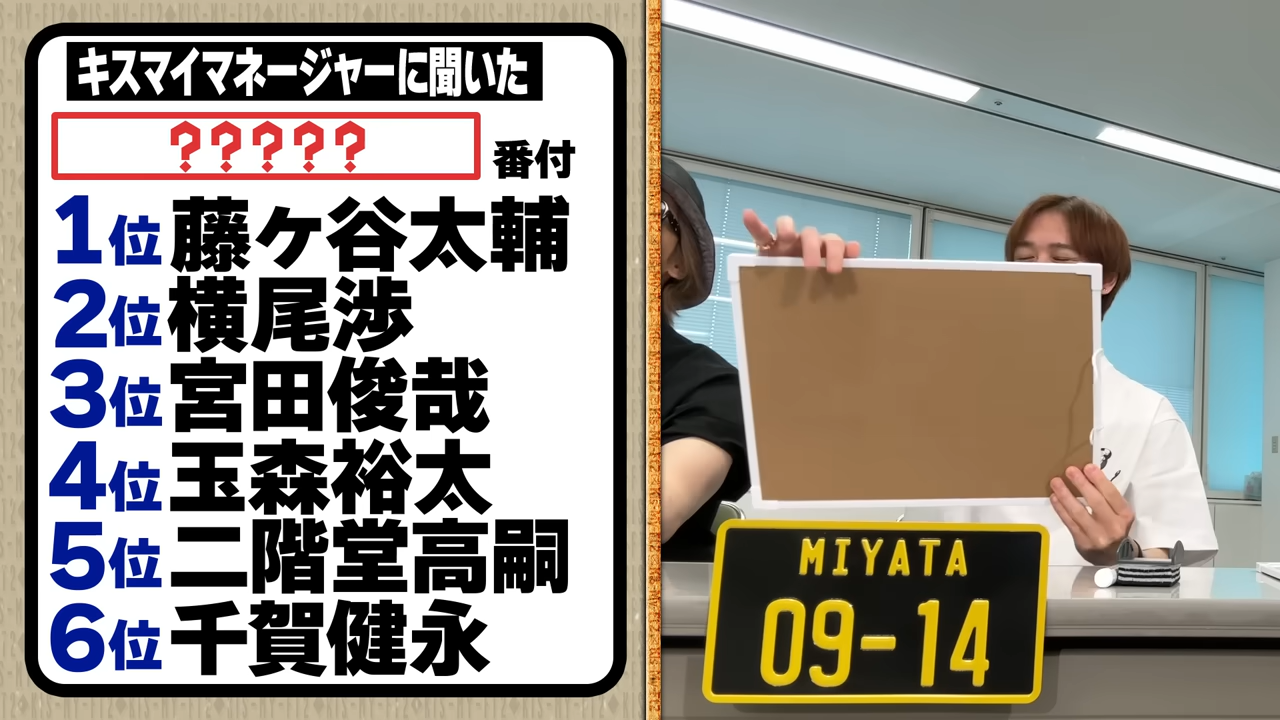 キスマイマネージャーに聞いた
?????
番付
1位 藤ヶ谷太輔
2位 横尾渉
3位 宮田俊哉
4位 玉森裕太
5位 二階堂高嗣
6位 千賀健永
MIYATA
09-14